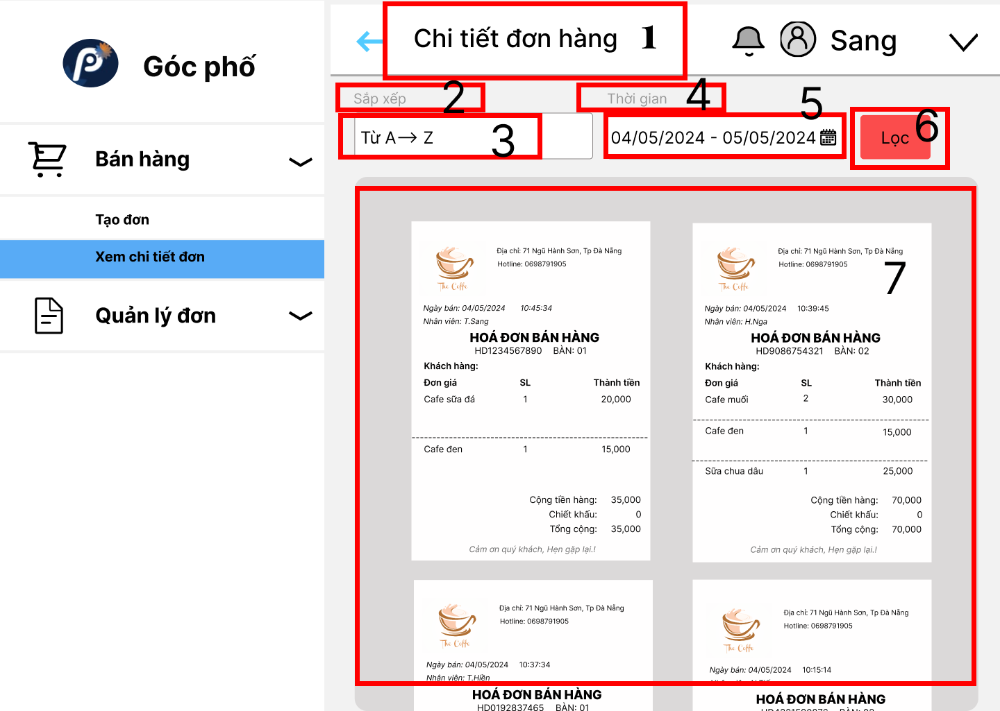 Góc phố
Bán hàng
Tạo đơn
Xem chi tiết đơn
Quản lý đơn
Chi tiết đơn hàng 1
Sang
Sắp xếp 2
Thời gian 4
5
Từ A→ Z 3
04/05/2024 - 05/05/2024
Lọc 6
7
Địa chỉ: 71 Ngũ Hành Sơn, Tp Đà Nẵng
Hotline: 0698791905
The Coffe
Ngày bán: 04/05/2024 10:45:34
Nhân viên: T.Sang
HOÁ ĐƠN BÁN HÀNG
HD1234567890 BÀN: 01
Khách hàng:
Đơn giá SL Thành tiền
Cafe sữa đá 1 20,000
Cafe đen 1 15,000
Cộng tiền hàng: 35,000
Chiết khấu: 0
Tổng cộng: 35,000
Cảm ơn quý khách, Hẹn gặp lại.!
Địa chỉ: 71 Ngũ Hành Sơn, Tp Đà Nẵng
Hotline: 0698791905
The Coffe
Ngày bán: 04/05/2024 10:39:45
Nhân viên: H.Nga
HOÁ ĐƠN BÁN HÀNG
HD9086754321 BÀN: 02
Khách hàng:
Đơn giá SL Thành tiền
Cafe muối 2 30,000
Cafe đen 1 15,000
Sữa chua dâu 1 25,000
Cộng tiền hàng: 70,000
Chiết khấu: 0
Tổng cộng: 70,000
Cảm ơn quý khách, Hẹn gặp lại.!
Địa chỉ: 71 Ngũ Hành Sơn, Tp Đà Nẵng
Hotline: 0698791905
The Coffe
Ngày bán: 04/05/2024 10:37:34
Nhân viên: T.Hiền
HOÁ ĐƠN BÁN HÀNG
HD0192837465 BÀN: 01
Địa chỉ: 71 Ngũ Hành Sơn, Tp Đà Nẵng
Hotline: 0698791905
The Coffe
Ngày bán: 04/05/2024 10:15:14
HOÁ ĐƠN BÁN HÀNG